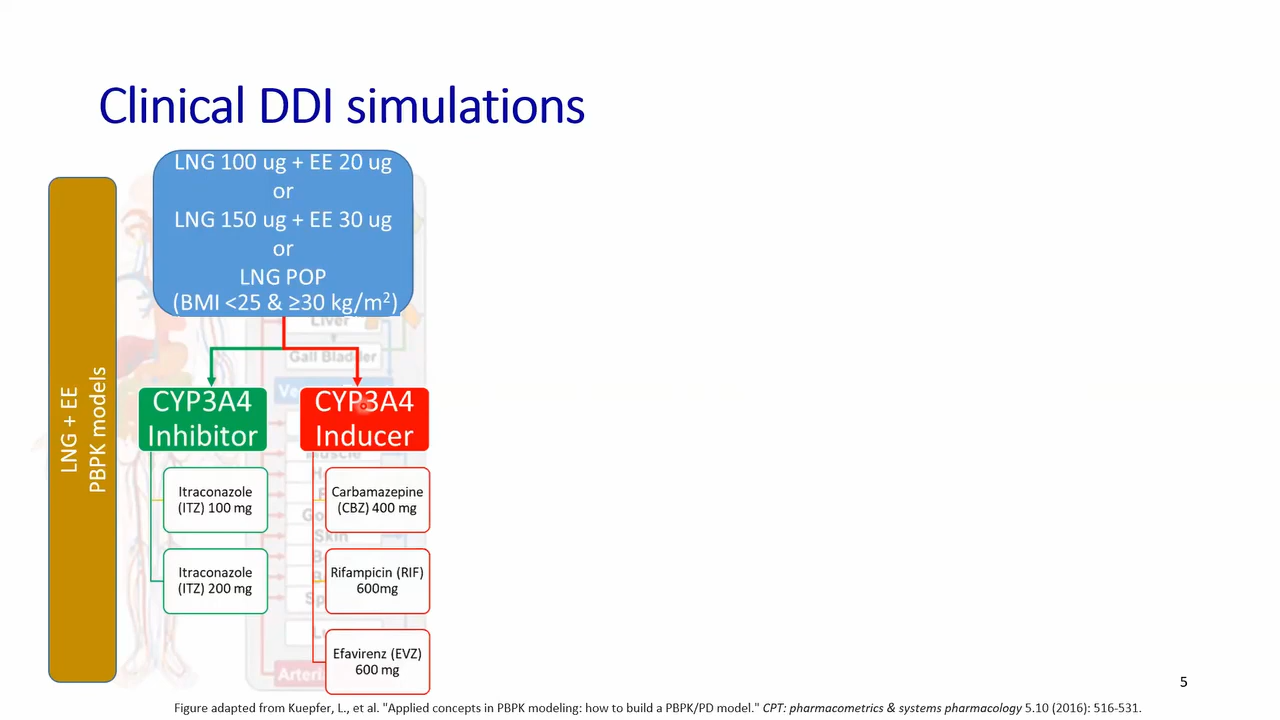 Clinical DDI simulations
LNG + EE
PBPK models
LNG 100 ug + EE 20 ug
or
LNG 150 ug + EE 30 ug
or
LNG POP
(BMI <25 & ≥30 kg/m²)
Liver
Gall Bladder
CYP3A4
Inhibitor
CYP3A4
Inducer
Itraconazole
(ITZ) 100 mg
Itraconazole
(ITZ) 200 mg
Carbamazepine
(CBZ) 400 mg
Rifampicin (RIF)
600mg
Efavirenz (EVZ)
600 mg
Skin
5
Figure adapted from Kuepfer, L., et al. "Applied concepts in PBPK modeling: how to build a PBPK/PD model." CPT: pharmacometrics & systems pharmacology 5.10 (2016): 516-531.